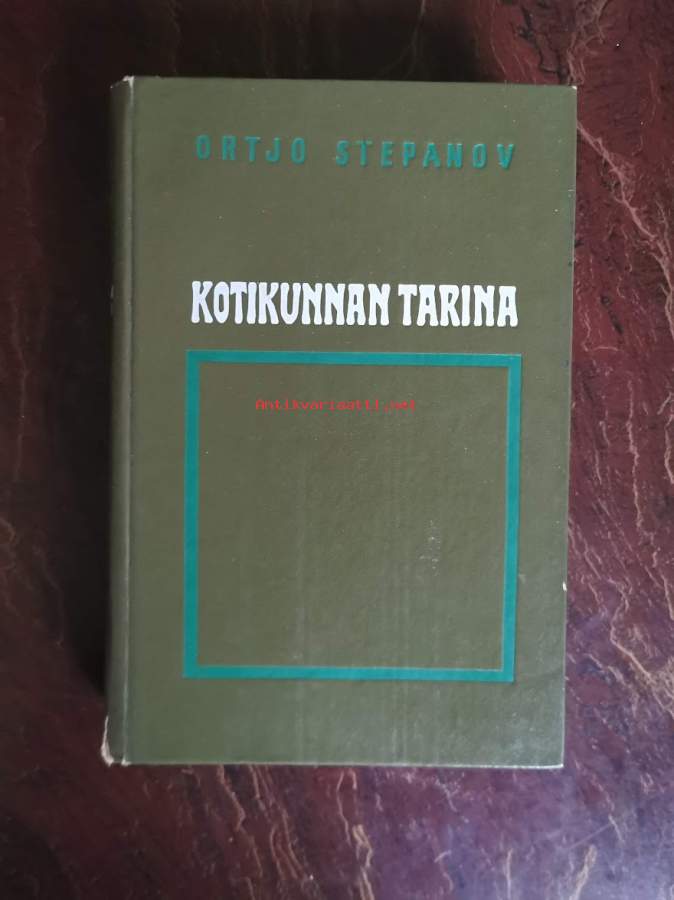 ORTJO STEPANOV
KOTIKUNNAN TARINA
Antikvariaatti.net